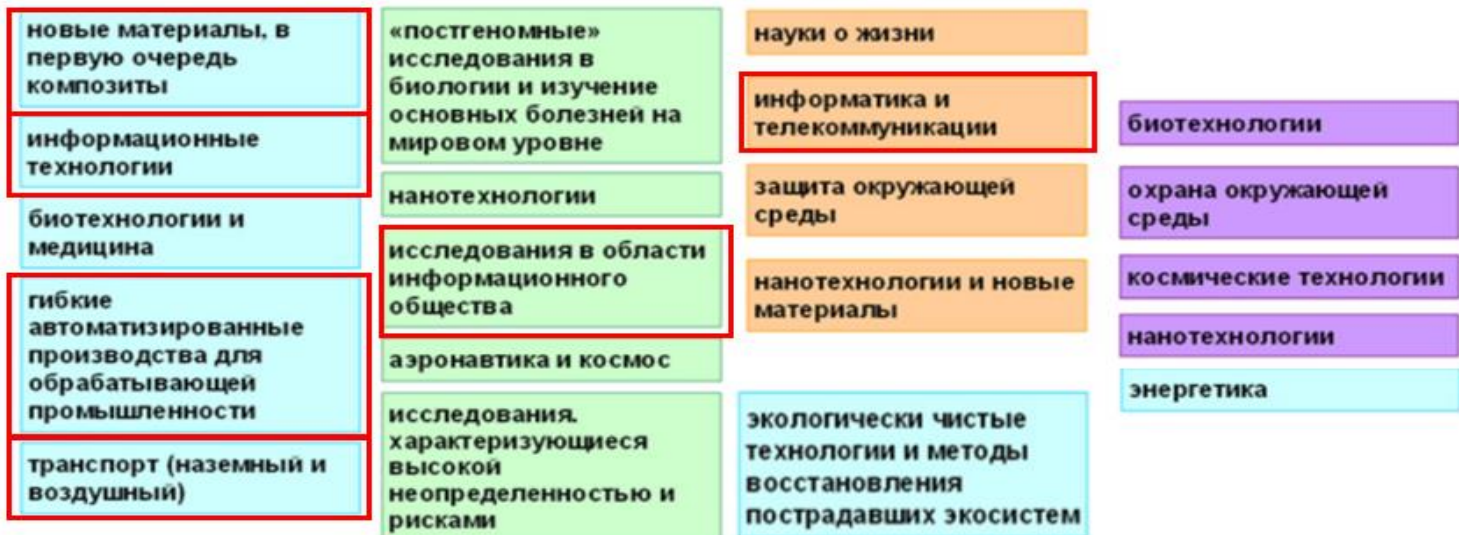 новые материалы, в
первую очередь
композиты
информационные
технологии
биотехнологии и
медицина
гибкие
автоматизированные
производства для
обрабатывающей
промышленности
транспорт (наземный и
воздушный)
«постгеномные»
исследования в
биологии и изучение
основных болезней на
мировом уровне
нанотехнологии
исследования в области
информационного
общества
аэронавтика и космос
исследования.
характеризующиеся
высокой
неопределенностью и
рисками
науки о жизни
информатика и
телекоммуникации
защита окружающей
среды
нанотехнологии и новые
материалы
экологически чистые
технологии и методы
восстановления
пострадавших экосистем
биотехнологии
охрана окружающей
среды
космические технологии
нанотехнологии
энергетика